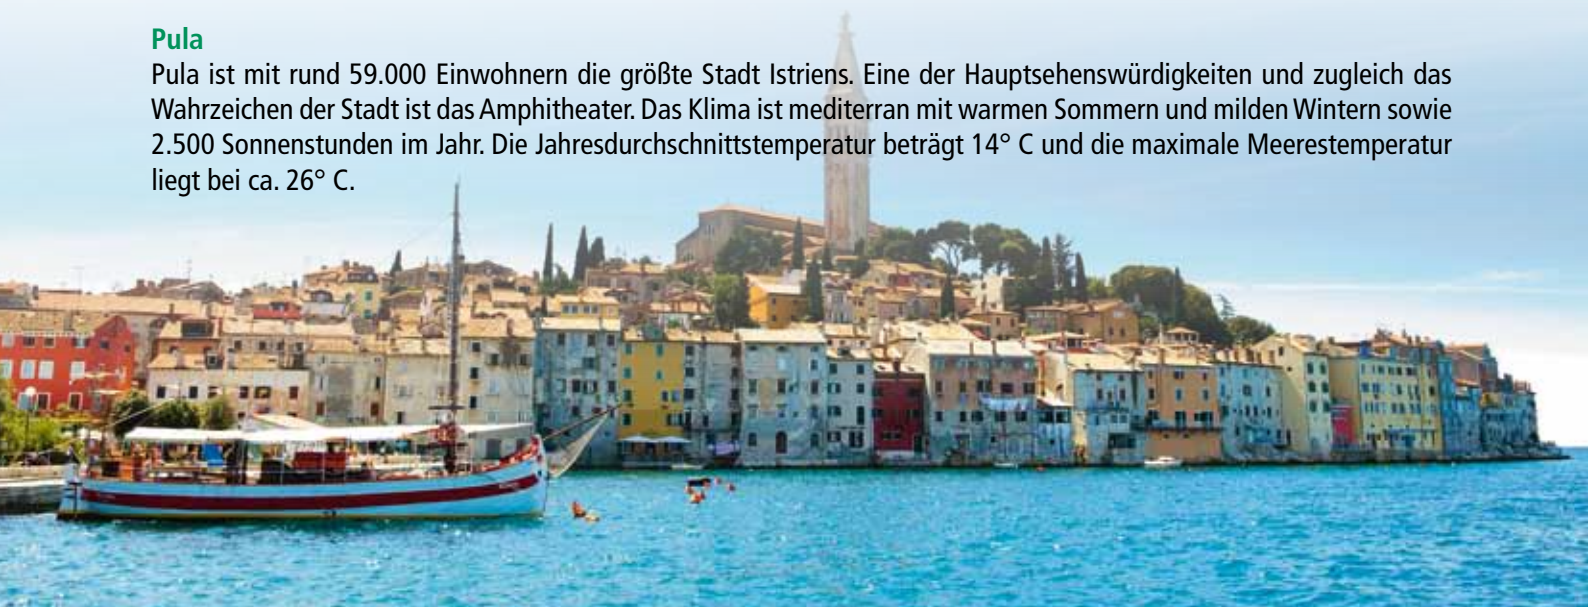 Pula
Pula ist mit rund 59.000 Einwohnern die größte Stadt Istriens. Eine der Hauptsehenswürdigkeiten und zugleich das
Wahrzeichen der Stadt ist das Amphitheater. Das Klima ist mediterran mit warmen Sommern und milden Wintern sowie
2.500 Sonnenstunden im Jahr. Die Jahresdurchschnittstemperatur beträgt 14° C und die maximale Meerestemperatur
liegt bei ca. 26° C.